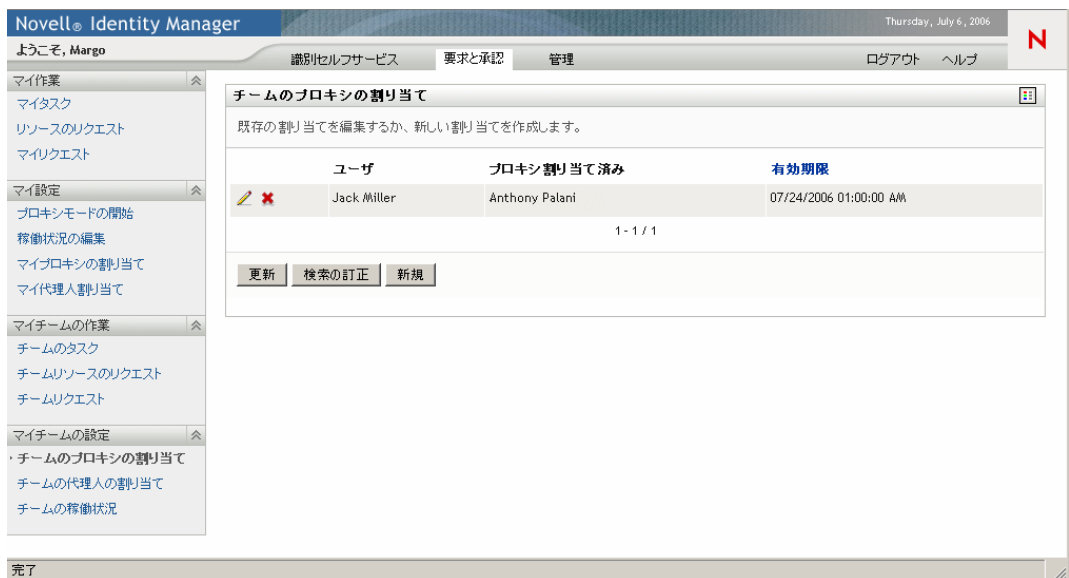 Novell® Identity Manager
Thursday, July 6, 2006
N
ようこそ, Margo
識別セルフサービス 要求と承認 管理 ログアウト ヘルプ
マイ作業
マイタスク
リソースのリクエスト
マイリクエスト
マイ設定
プロキシモードの開始
稼働状況の編集
マイプロキシの割り当て
マイ代理人割り当て
マイチームの作業
チームのタスク
チームリソースのリクエスト
チームリクエスト
マイチームの設定
チームのプロキシの割り当て
チームの代理人の割り当て
チームの稼働状況
チームのプロキシの割り当て
既存の割り当てを編集するか、新しい割り当てを作成します。
ユーザ プロキシ割り当て済み 有効期限
Jack Miller Anthony Palani 07/24/2006 01:00:00 AM
1 - 1 / 1
更新 検索の訂正 新規
完了